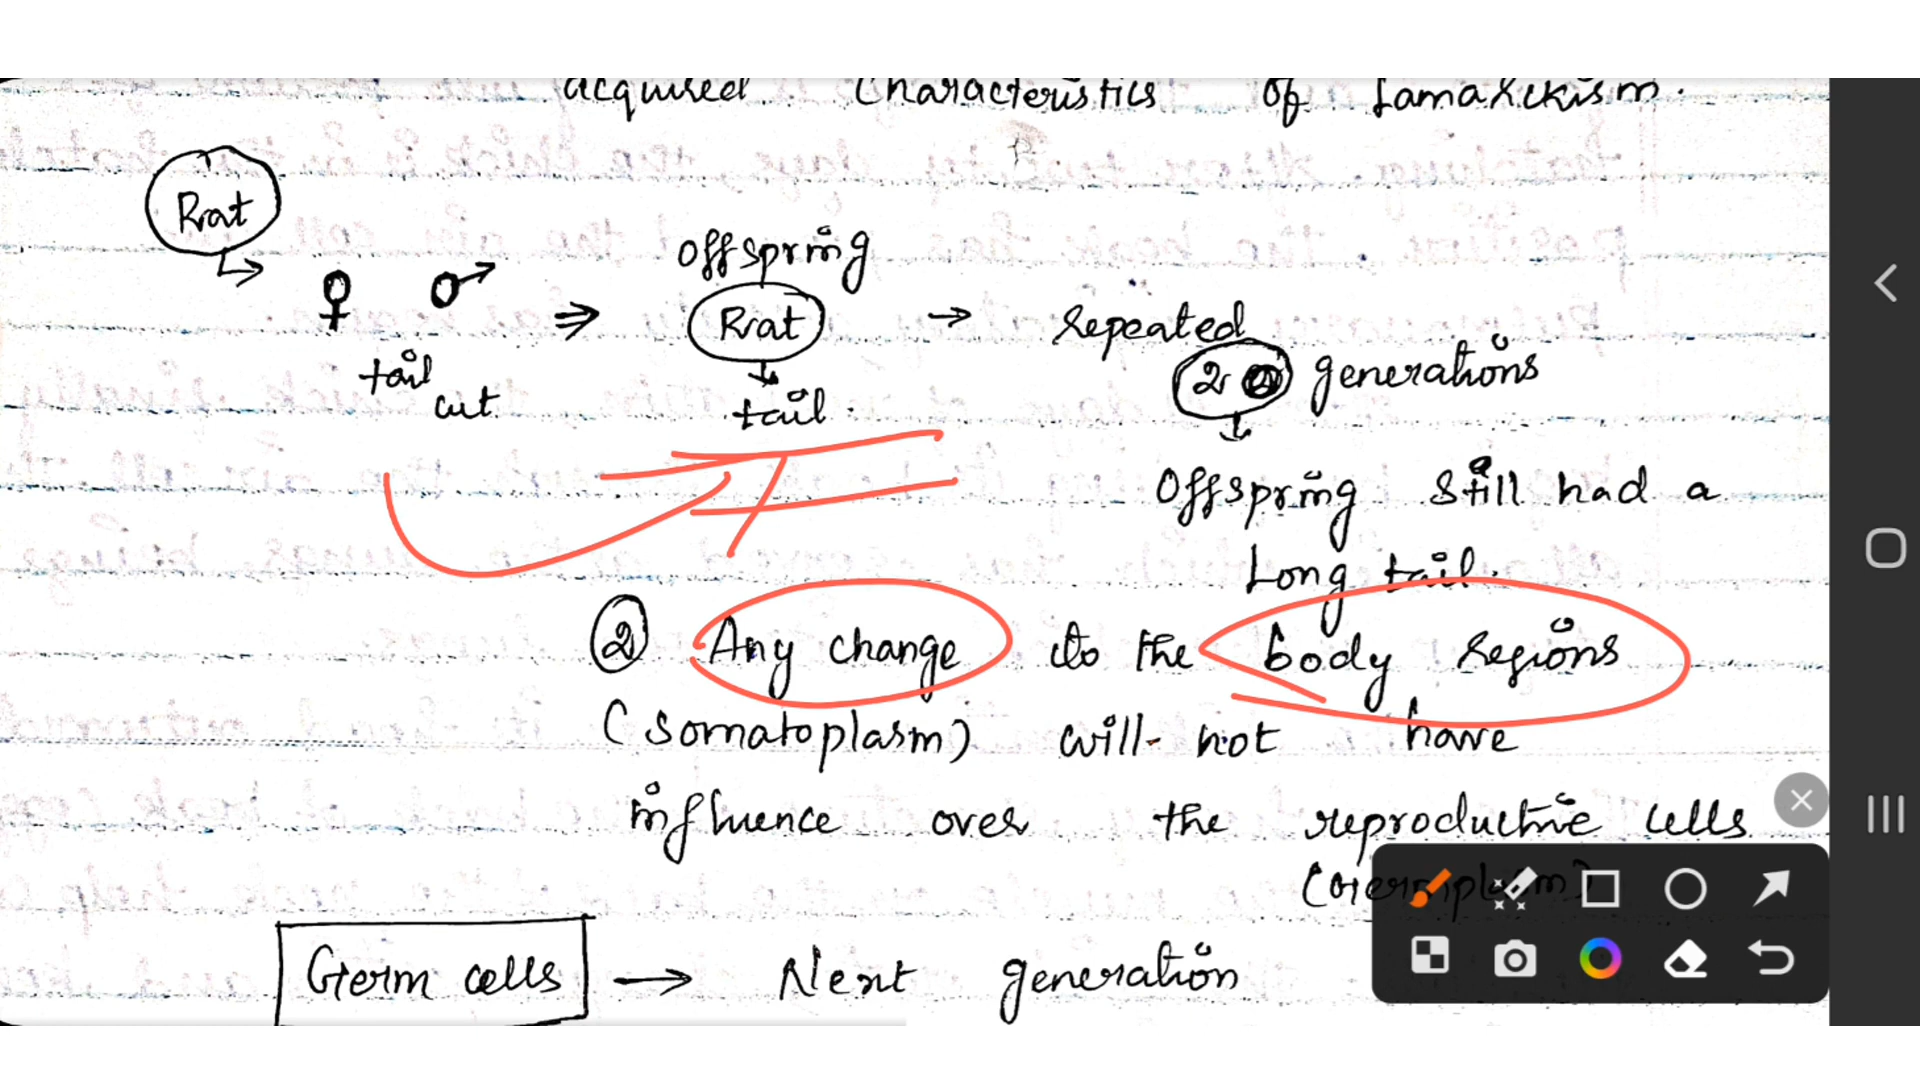 acquired Characteristics of Lamarckism.
Rat
offspring
Rat → repeated
tail
cut
tail
20 generations
Offspring still had a
Long tail.
② Any change to the body regions
(somatoplasm) will not have
influence over the reproductive cells
(Germplasm)
Germ cells → Next generation